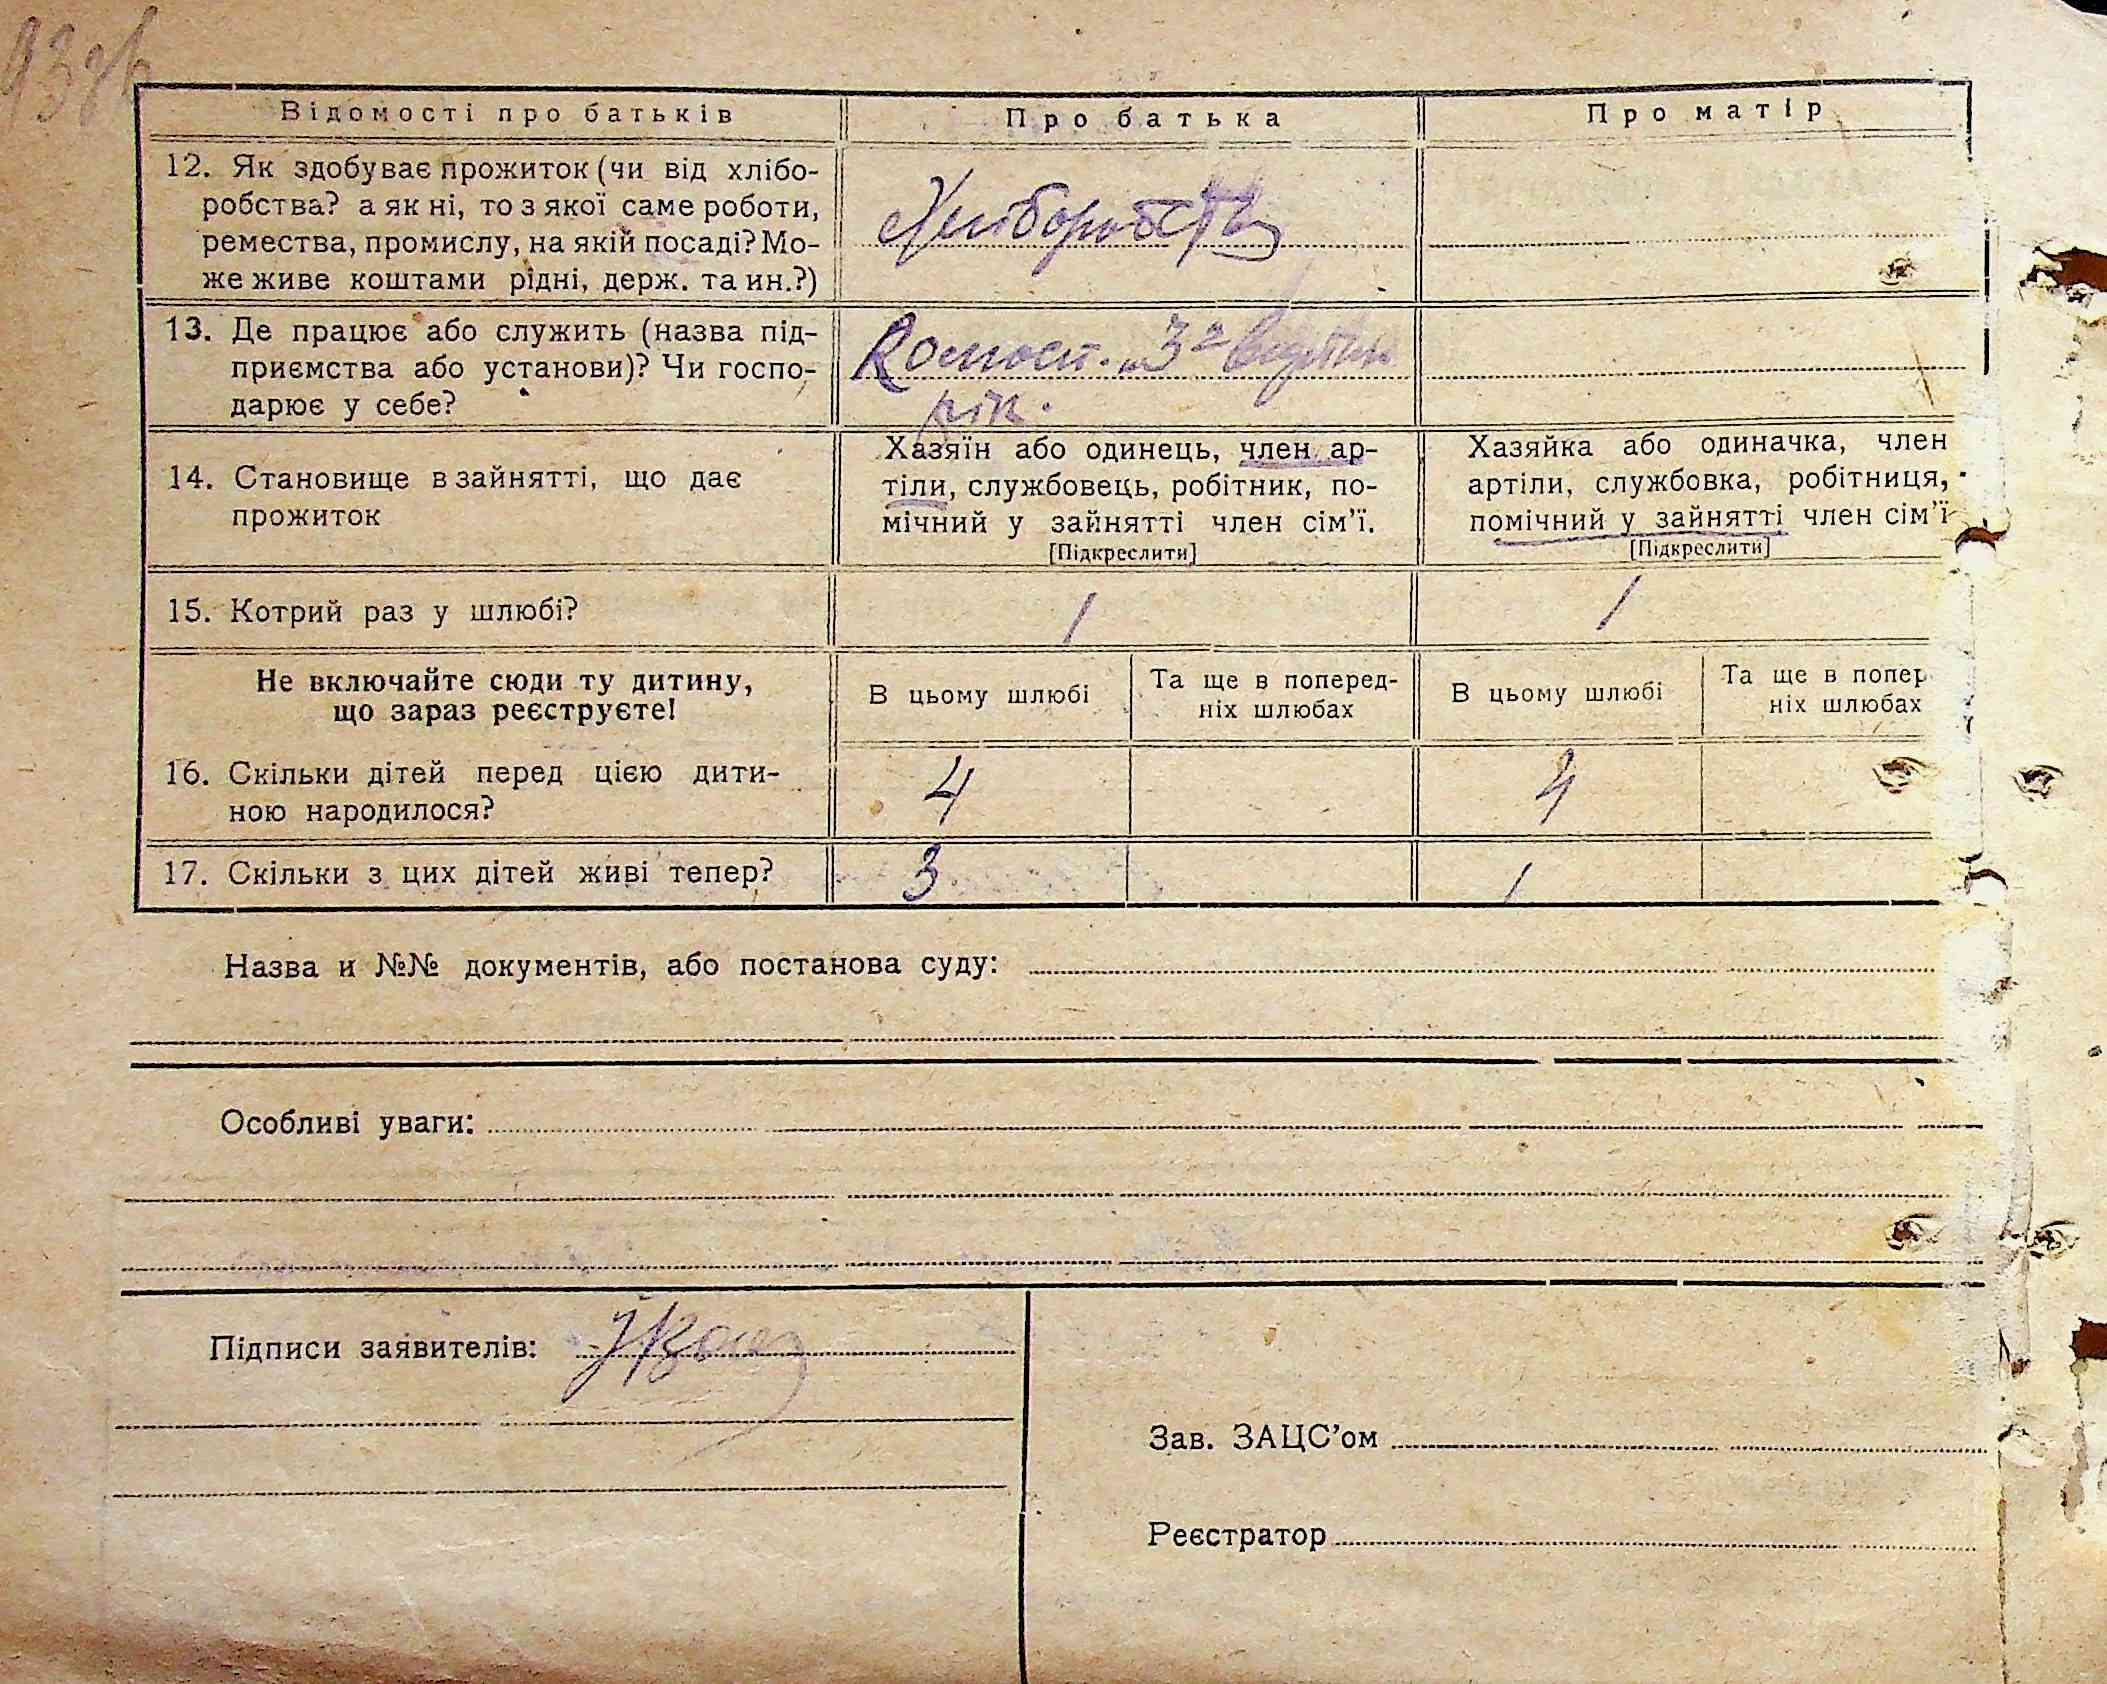 Відомості про батьків
Про батька
Про матір
12. Як здобуває прожиток (чи від хлібо-
робства? а як ні, то з якої саме роботи,
ремества, промислу, на якій посаді? Мо-
же живе коштами рідні, держ. та ин.?)
Хліборобство
13. Де працює або служить (назва під-
приємства або установи)? Чи госпо-
дарює у себе?
рік.
14. Становище в зайнятті, що дає
прожиток
Хазяїн або одинець, член ар-
тіли, службовець, робітник, по-
мічний у зайнятті член сім'ї.
[Підкреслити]
Хазяйка або одиначка, член
артіли, службовка, робітниця,
помічний у зайнятті член сім'ї
[Підкреслити]
15. Котрий раз у шлюбі?
1
1
Не включайте сюди ту дитину,
що зараз реєструєте!
В цьому шлюбі
Та ще в поперед-
ніх шлюбах
В цьому шлюбі
Та ще в попер
ніх шлюбах
16. Скільки дітей перед цією дити-
ною народилося?
4
4
17. Скільки з цих дітей живі тепер?
3
1
Назва и №№ документів, або постанова суду:
Особливі уваги:
Підписи заявителів:
Зав. ЗАЦС'ом
Реєстратор